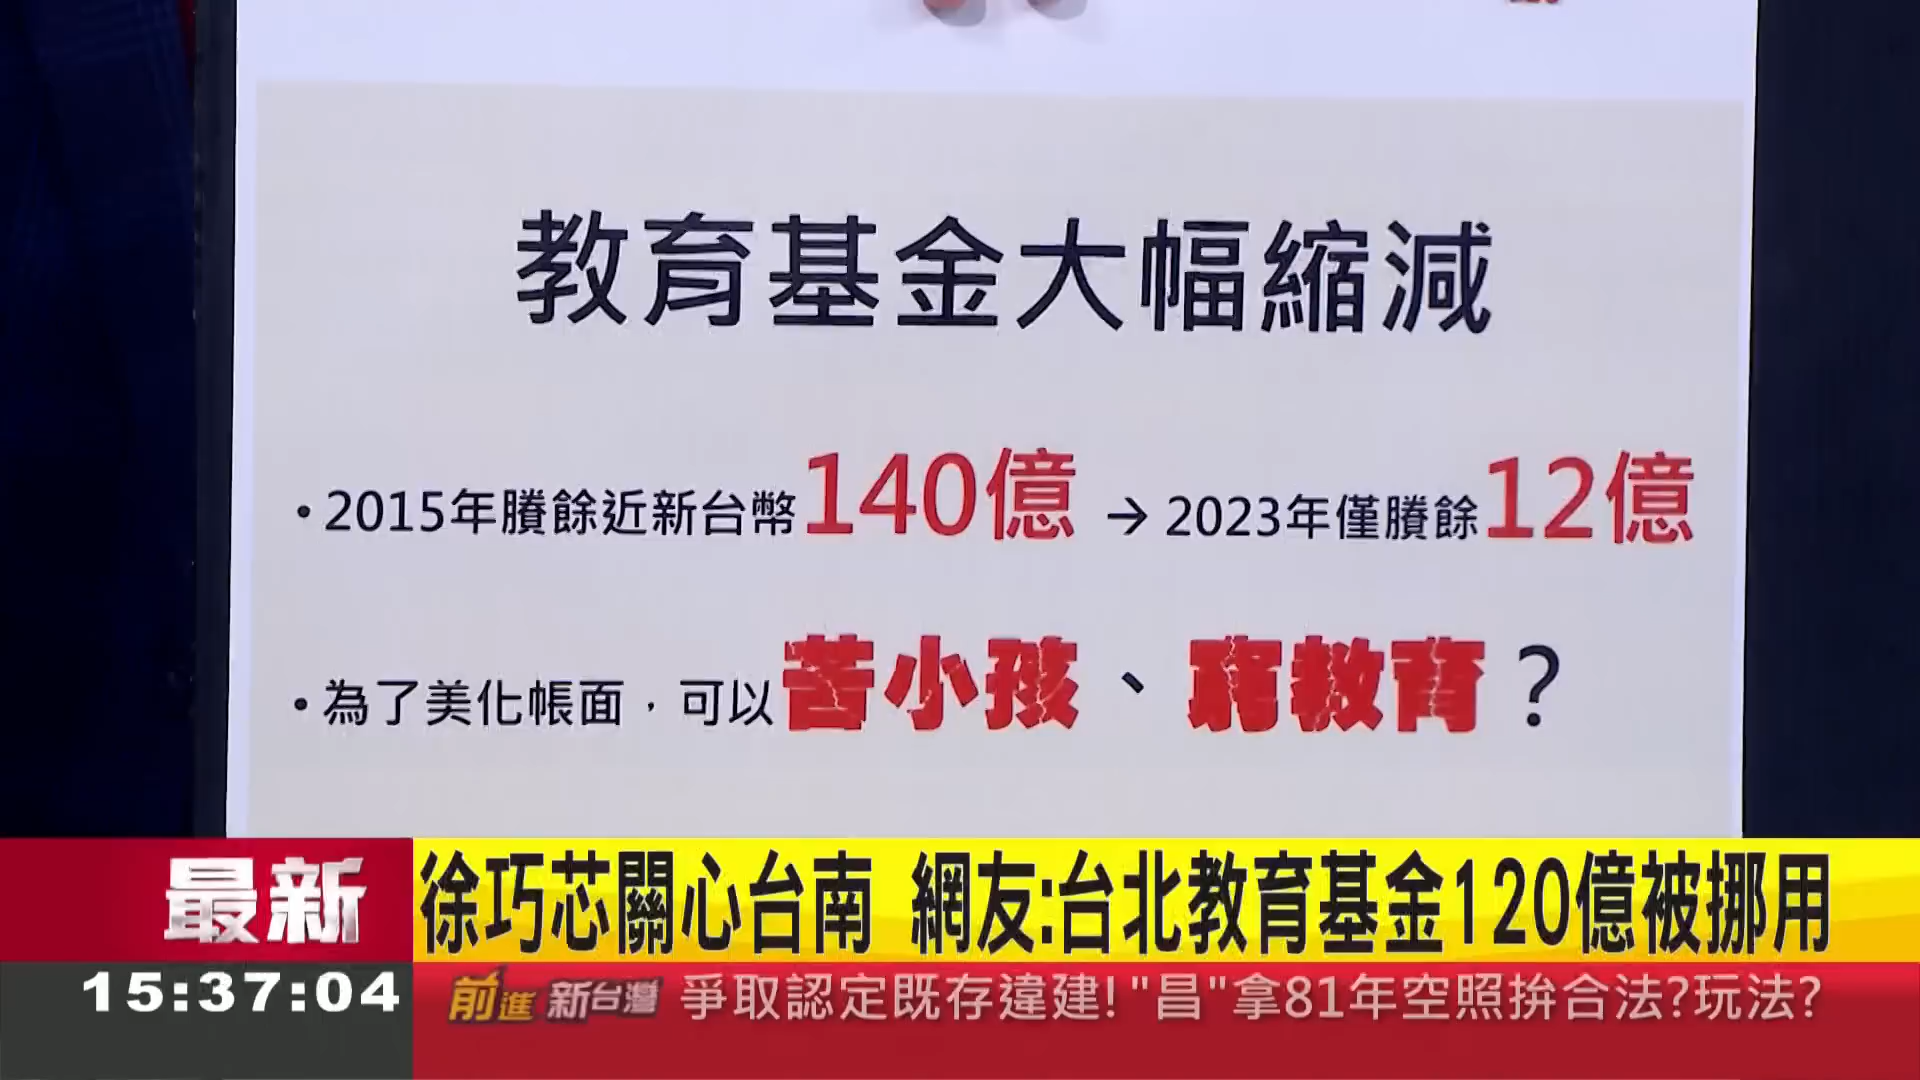 教育基金大幅縮減
•2015年賸餘近新台幣140億 → 2023年僅賸餘12億
•為了美化帳面，可以苦小孩、窮教育？
最新
徐巧芯關心台南 網友:台北教育基金120億被挪用
15:37:04
前進新台灣
爭取認定既存違建!"昌"拿81年空照拚合法?玩法?